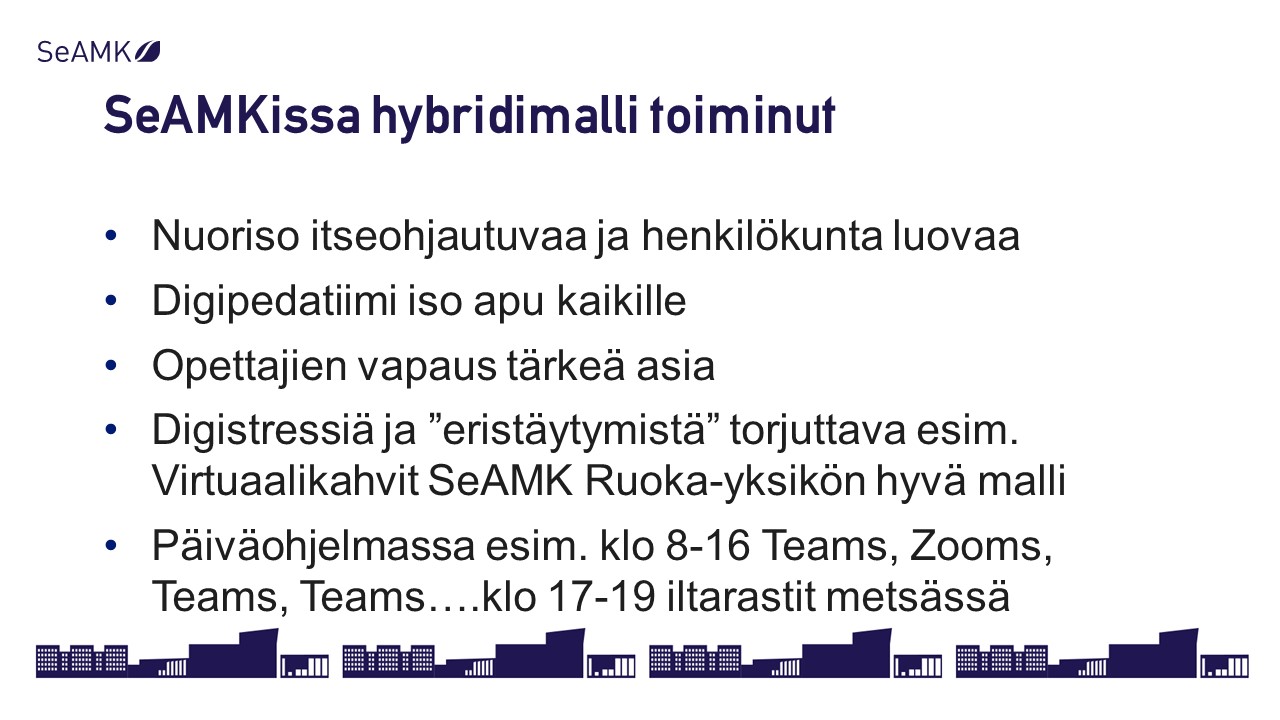 SeAMK
SeAMKissa hybridimalli toiminut
• Nuoriso itseohjautuvaa ja henkilökunta luovaa
• Digipedatiimi iso apu kaikille
• Opettajien vapaus tärkeä asia
• Digistressiä ja ”eristäytymistä” torjuttava esim.
Virtuaalikahvit SeAMK Ruoka-yksikön hyvä malli
• Päiväohjelmassa esim. klo 8-16 Teams, Zooms,
Teams, Teams….klo 17-19 iltarastit metsässä